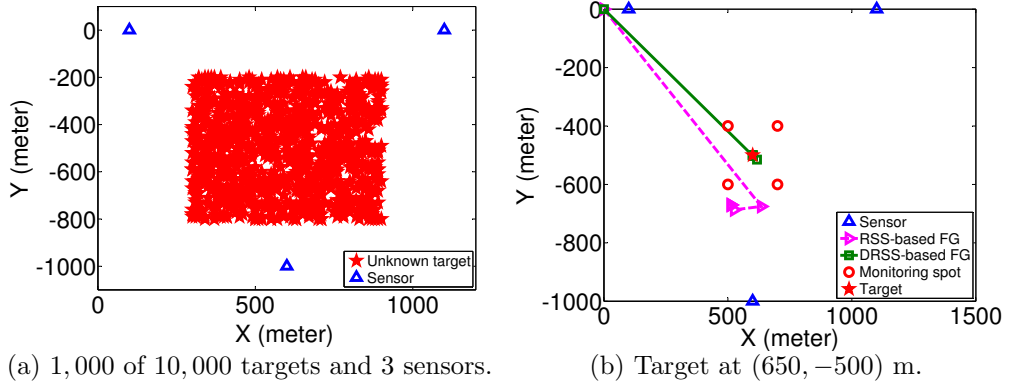 0
-200
-400
-600
-800
-1000
Y (meter)
0
500
1000
X (meter)
Unknown target
Sensor
(a) 1,000 of 10,000 targets and 3 sensors.
0
-200
-400
-600
-800
-1000
Y (meter)
0
500
1000
1500
X (meter)
Sensor
RSS-based FG
DRSS-based FG
Monitoring spot
Target
(b) Target at (650, −500) m.